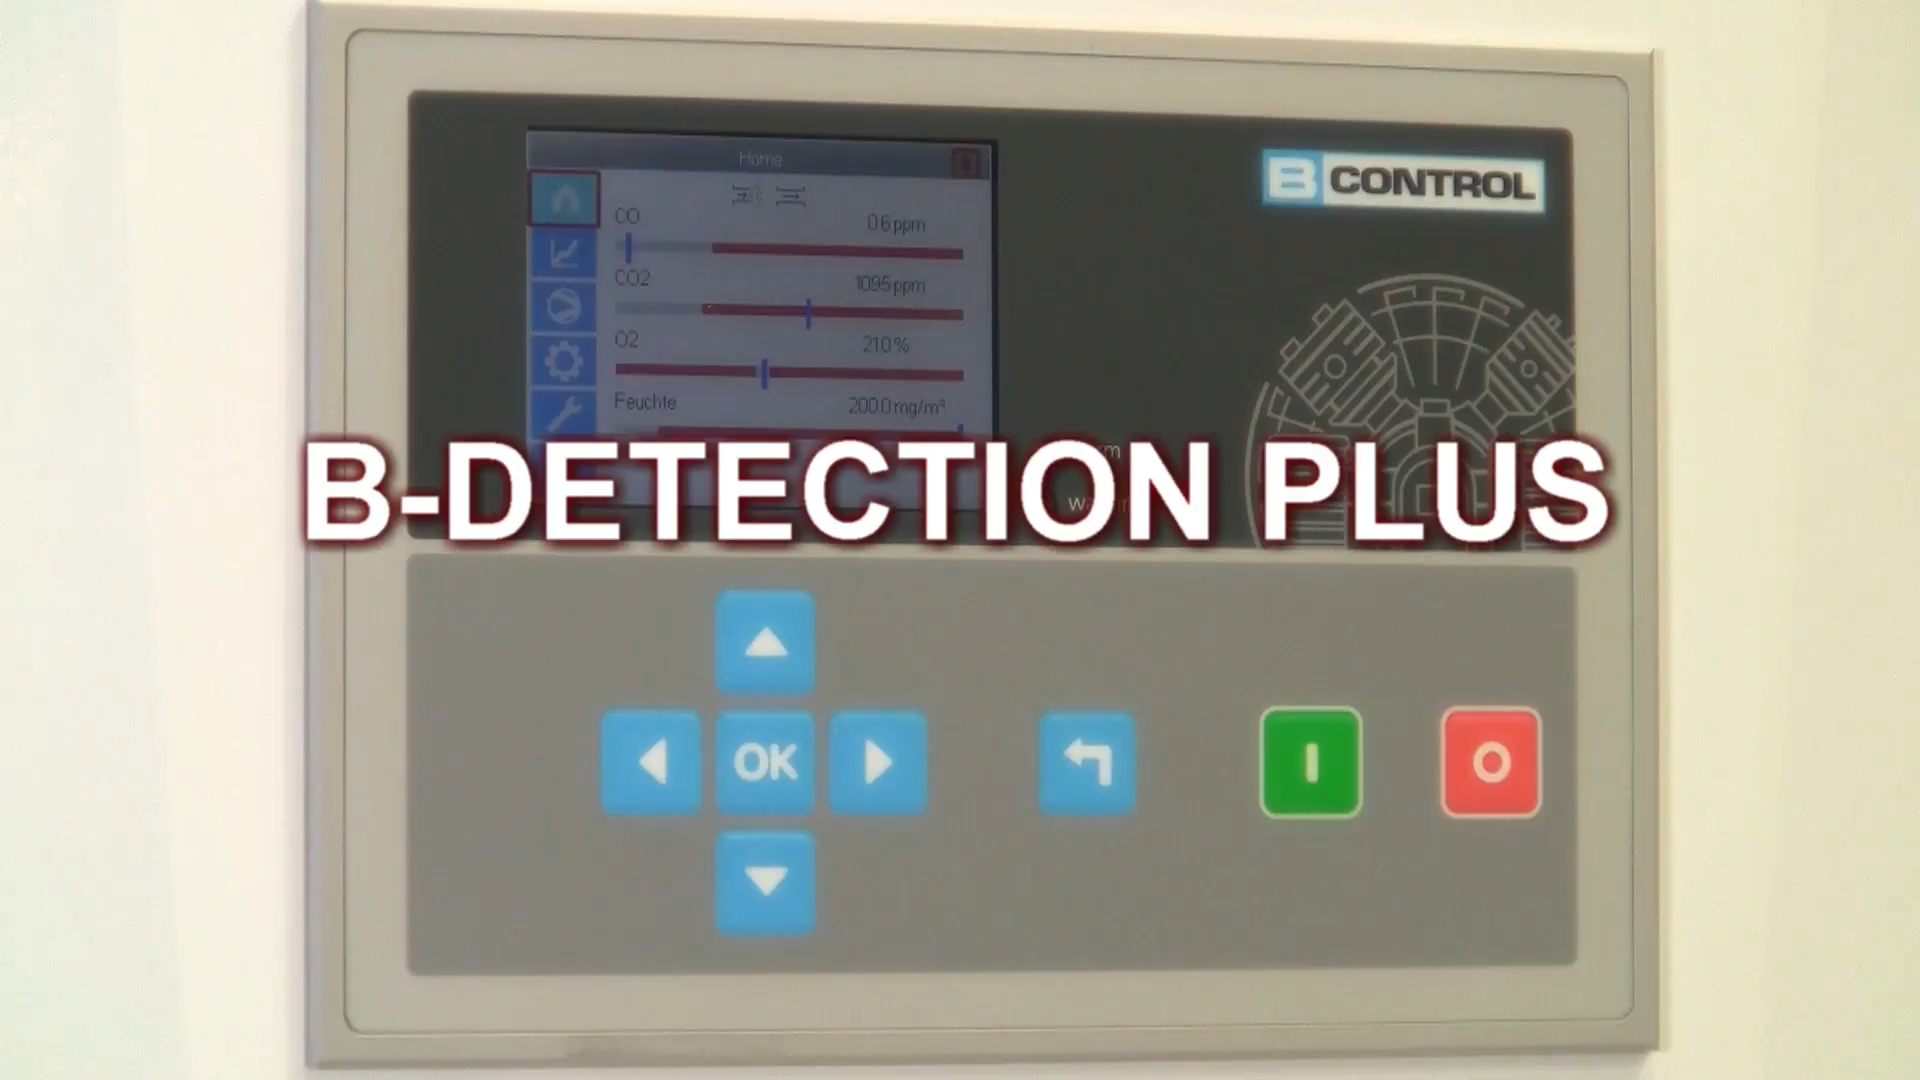 Home
B CONTROL
CO
0.6 ppm
CO2
1095 ppm
O2
21.0 %
Feuchte
200.0 mg/m³
B-DETECTION PLUS
OK
I
O